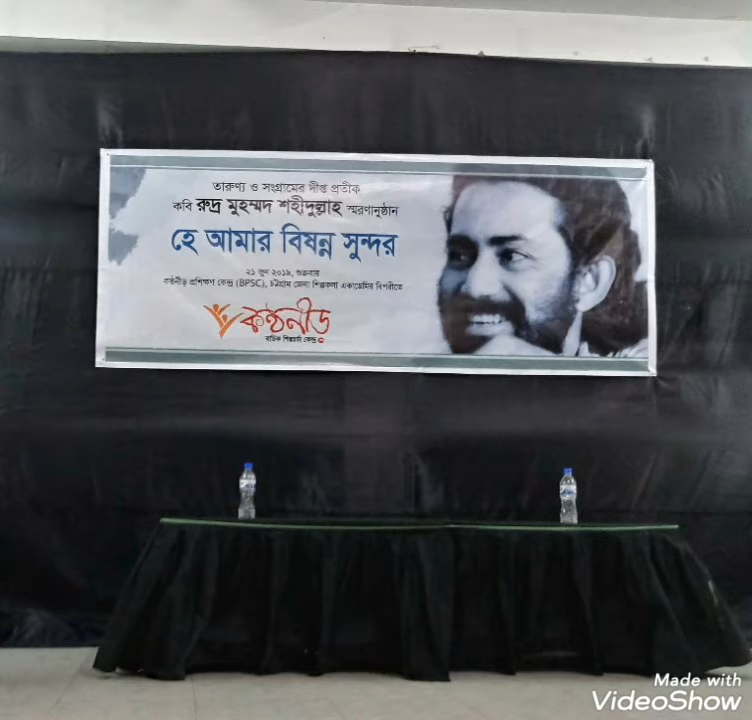 তারুণ্য ও সংগ্রামের দীপ্ত প্রতীক
কবি রুদ্র মুহম্মদ শহীদুল্লাহ স্মরণানুষ্ঠান
হে আমার বিষন্ন সুন্দর
২১ জুন ২০১৯, শুক্রবার
কণ্ঠনীড় প্রশিক্ষণ কেন্দ্র (BPSC), চট্টগ্রাম জেলা শিল্পকলা একাডেমির বিপরীতে
কণ্ঠনীড়
বাচিক শিল্পচর্চা কেন্দ্র
Made with
VideoShow